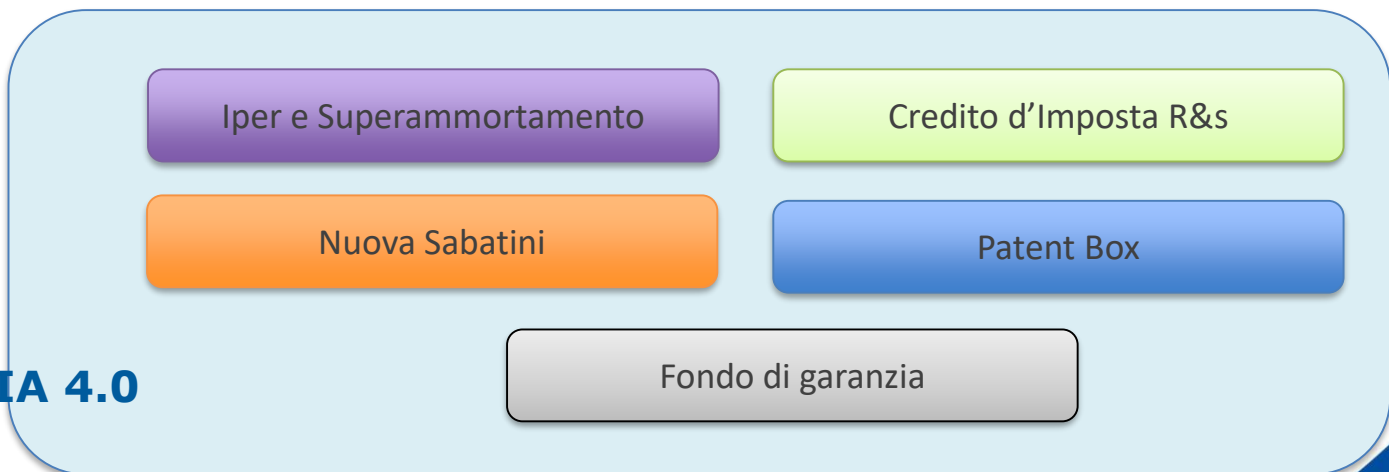 Iper e Superammortamento
Credito d’Imposta R&s
Nuova Sabatini
Patent Box
Fondo di garanzia
IA 4.0